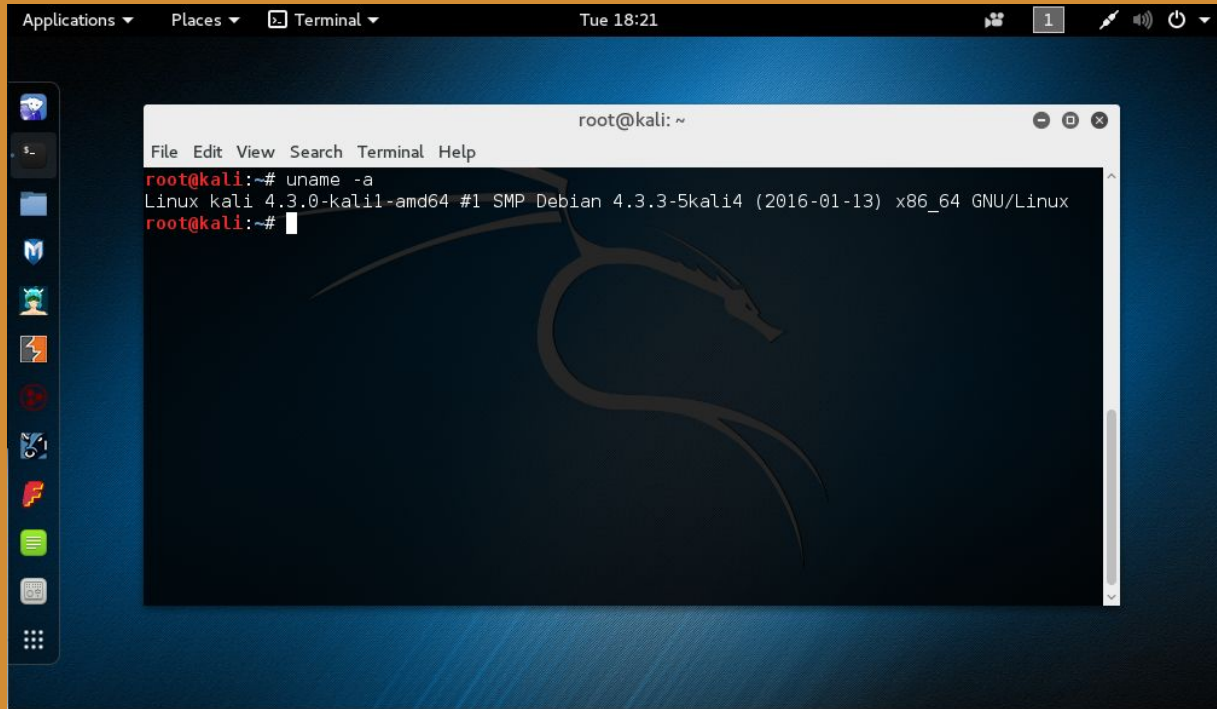 Applications Places Terminal Tue 18:21 1
root@kali: ~
File Edit View Search Terminal Help
root@kali:~# uname -a
Linux kali 4.3.0-kali1-amd64 #1 SMP Debian 4.3.3-5kali4 (2016-01-13) x86_64 GNU/Linux
root@kali:~#